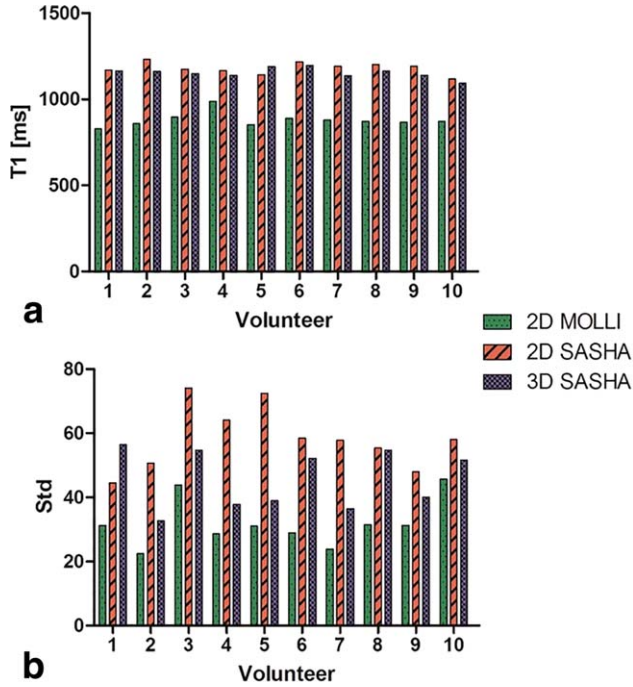 1500
1000
500
0
T1 [ms]
1 2 3 4 5 6 7 8 9 10
Volunteer
a
2D MOLLI
2D SASHA
3D SASHA
80
60
40
20
0
Std
1 2 3 4 5 6 7 8 9 10
Volunteer
b